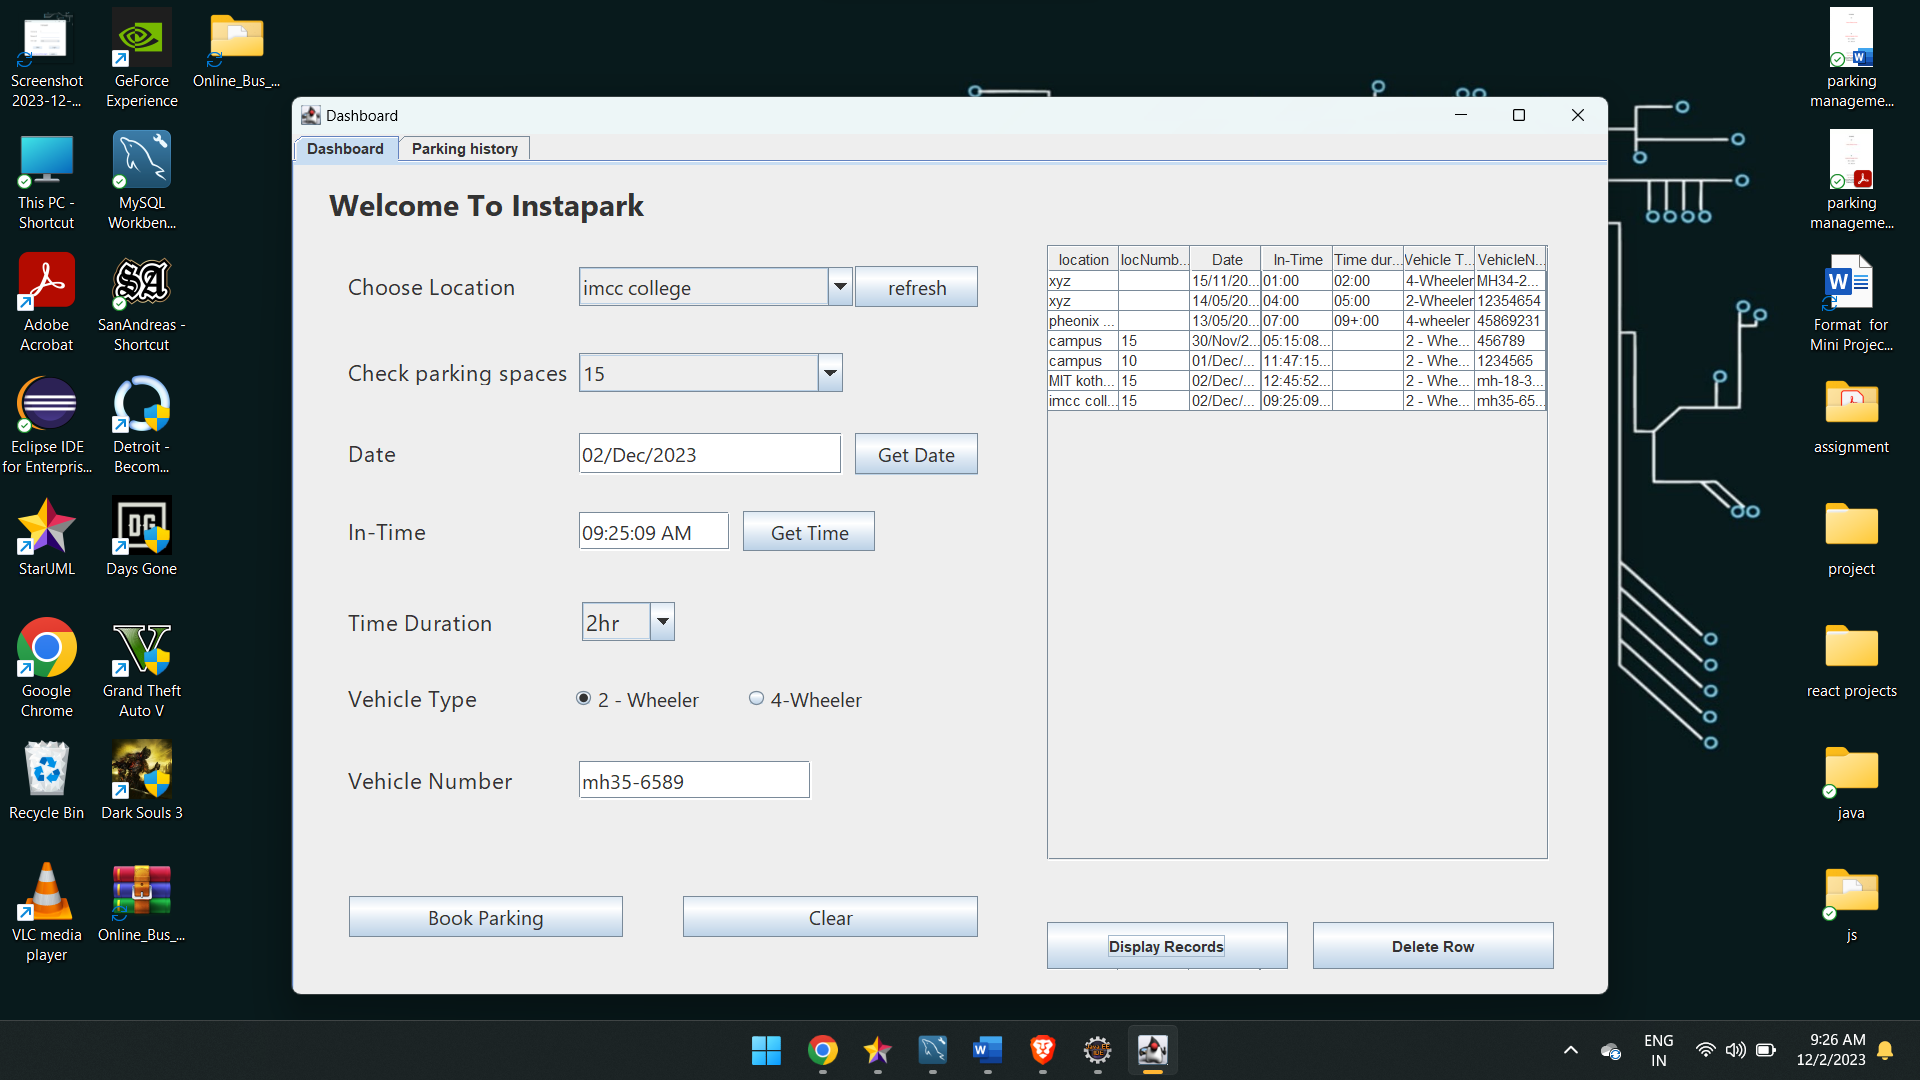 Screenshot
2023-12-...
GeForce
Experience
Online_Bus_...
This PC -
Shortcut
MySQL
Workben...
Adobe
Acrobat
SanAndreas -
Shortcut
Eclipse IDE
for Enterpris...
Detroit -
Becom...
StarUML
Days Gone
Google
Chrome
Grand Theft
Auto V
Recycle Bin
Dark Souls 3
VLC media
player
Online_Bus_...
Dashboard
Dashboard
Parking history
Welcome To Instapark
Choose Location
imcc college
refresh
Check parking spaces
15
Date
02/Dec/2023
Get Date
In-Time
09:25:09 AM
Get Time
Time Duration
2hr
Vehicle Type
2 - Wheeler
4-Wheeler
Vehicle Number
mh35-6589
Book Parking
Clear
location locNumb... Date In-Time Time dur... Vehicle T... VehicleN...
xyz 15/11/20... 01:00 02:00 4-Wheeler MH34-2...
xyz 14/05/20... 04:00 05:00 2-Wheeler 12354654
pheonix ... 13/05/20... 07:00 09+:00 4-wheeler 45869231
campus 15 30/Nov/2... 05:15:08... 2 - Whe... 456789
campus 10 01/Dec/... 11:47:15... 2 - Whe... 1234565
MIT koth... 15 02/Dec/... 12:45:52... 2 - Whe... mh-18-3...
imcc coll... 15 02/Dec/... 09:25:09... 2 - Whe... mh35-65...
Display Records
Delete Row
parking
manageme...
parking
manageme...
Format for
Mini Projec...
assignment
project
react projects
java
js
ENG
IN
9:26 AM
12/2/2023